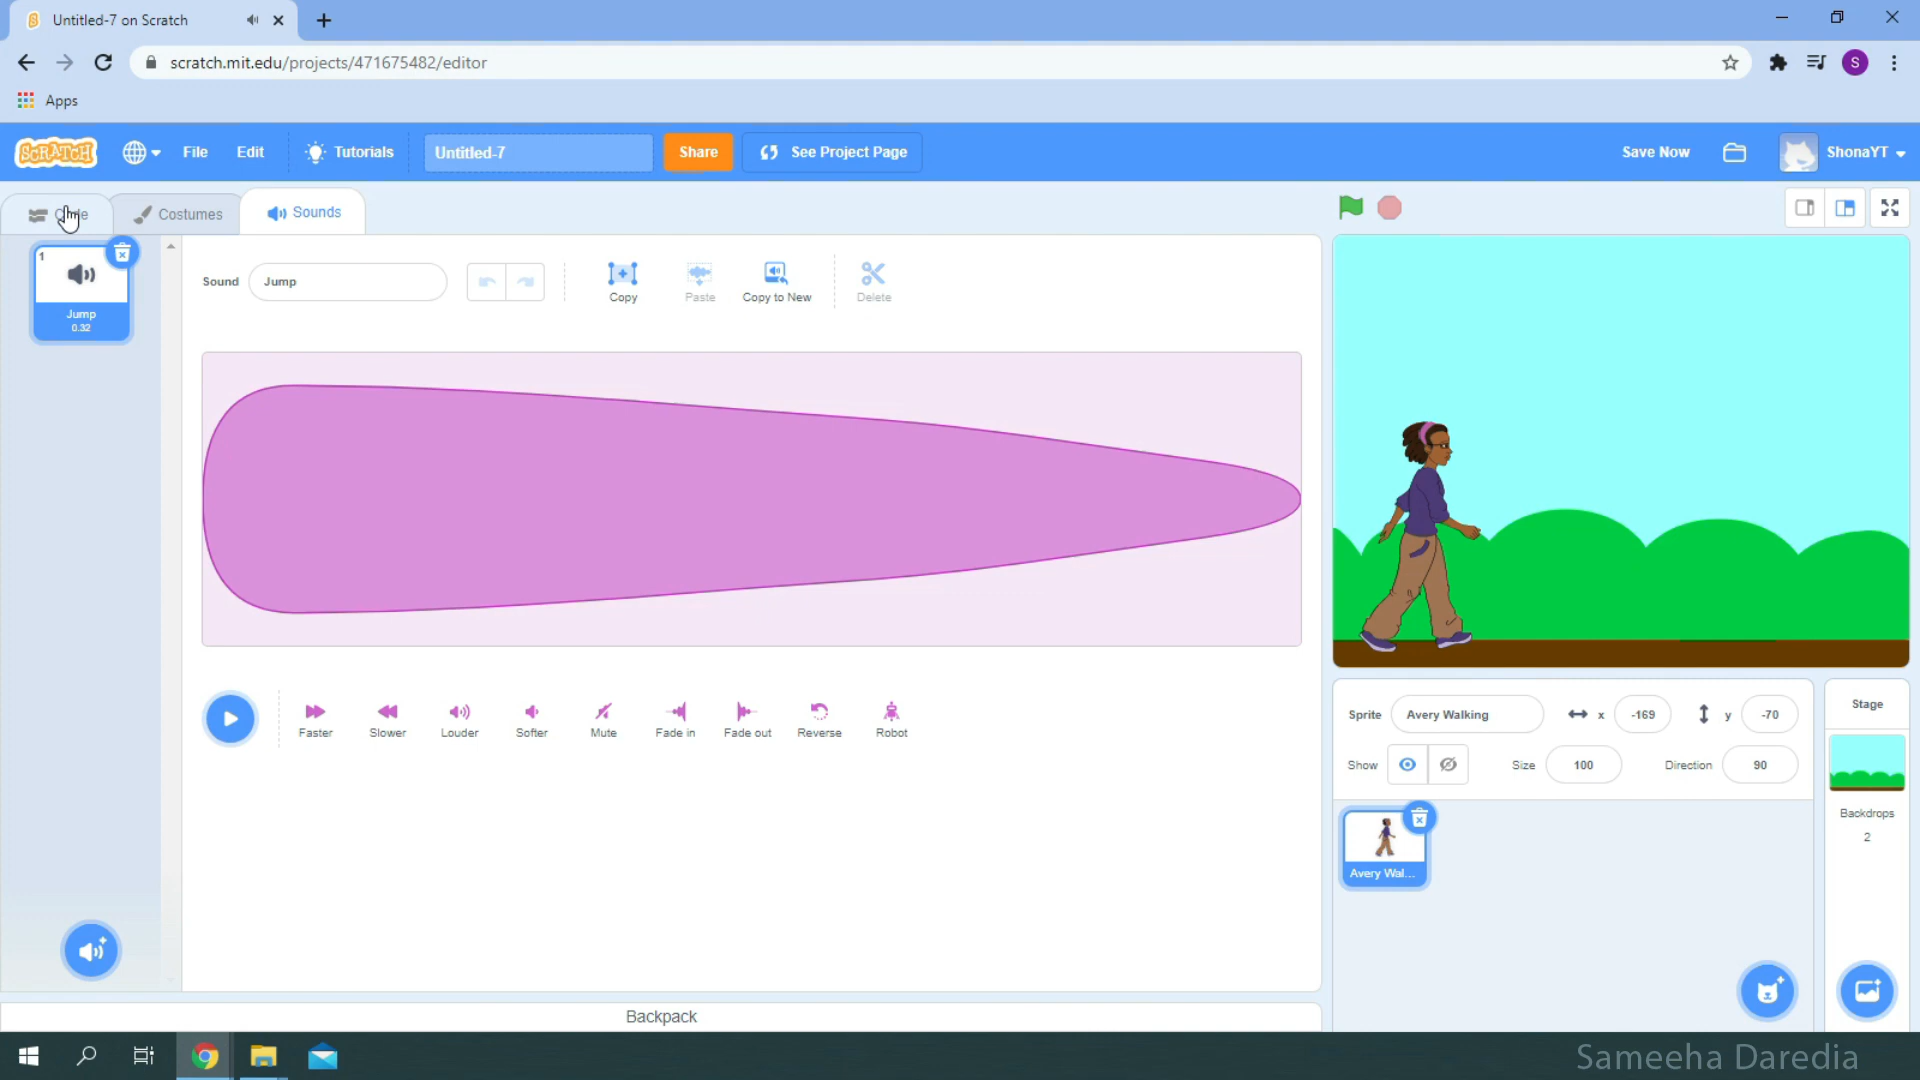 Untitled-7 on Scratch
scratch.mit.edu/projects/471675482/editor
S
Apps
SCRATCH
File
Edit
Tutorials
Untitled-7
Share
See Project Page
Save Now
ShonaYT
Costumes
Sounds
1
Jump
0.32
Sound
Jump
Copy
Paste
Copy to New
Delete
Faster
Slower
Louder
Softer
Mute
Fade in
Fade out
Reverse
Robot
Sprite
Avery Walking
x
-169
y
-70
Show
Size
100
Direction
90
Avery Wal...
Stage
Backdrops
2
Backpack
Sameeha Daredia